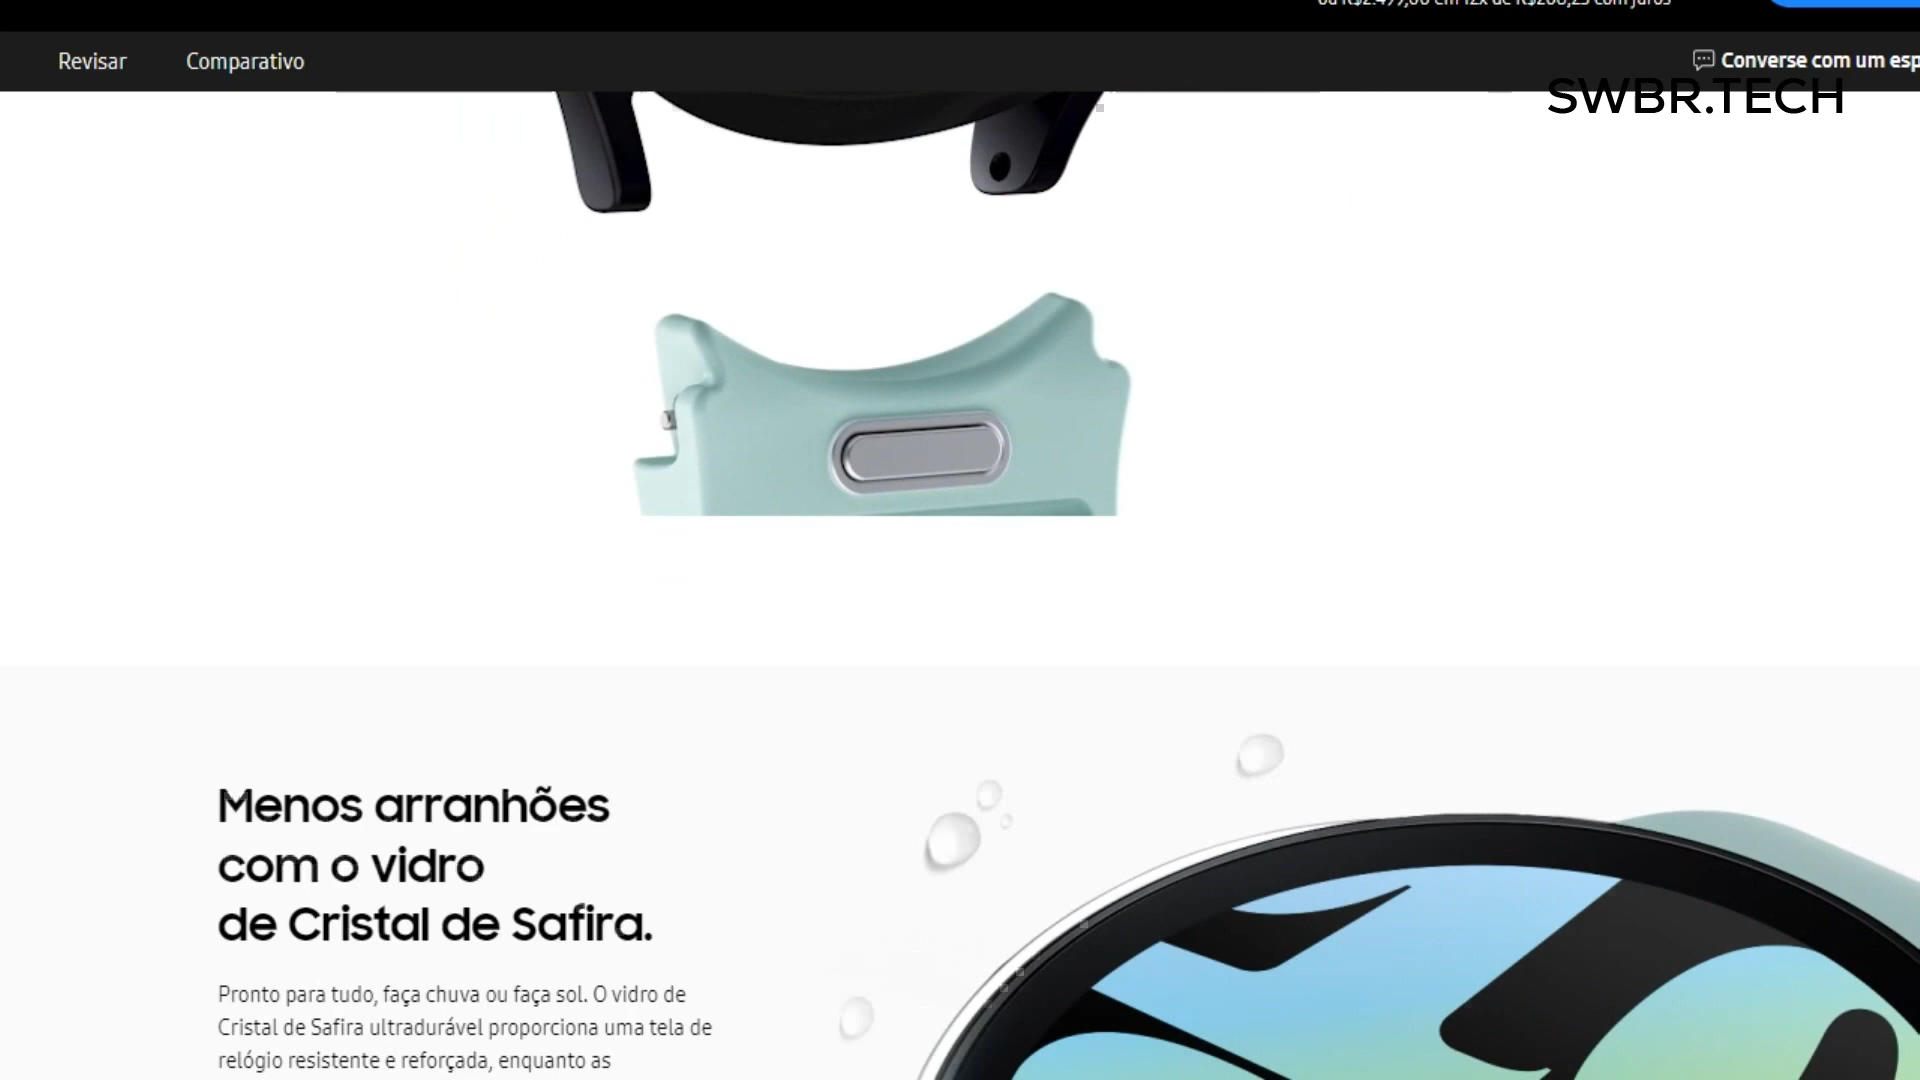 Revisar Comparativo
Converse com um esp
SWBR.TECH
Menos arranhões
com o vidro
de Cristal de Safira.
Pronto para tudo, faça chuva ou faça sol. O vidro de
Cristal de Safira ultradurável proporciona uma tela de
relógio resistente e reforçada, enquanto as